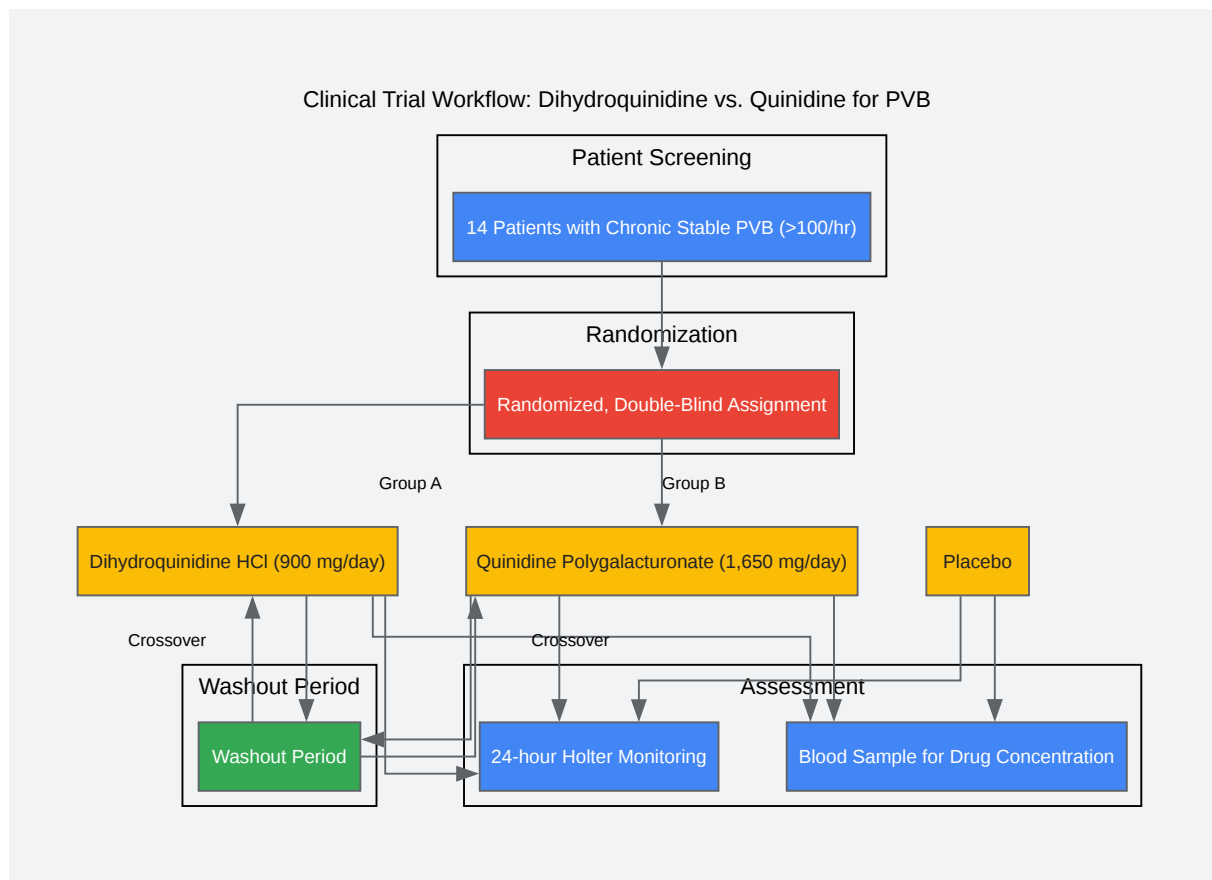 Clinical Trial Workflow: Dihydroquinidine vs. Quinidine for PVB
Patient Screening
14 Patients with Chronic Stable PVB (>100/hr)
Randomization
Randomized, Double-Blind Assignment
Group A
Group B
Dihydroquinidine HCl (900 mg/day)
Quinidine Polygalacturonate (1,650 mg/day)
Placebo
Crossover
Crossover
Washout Period
Assessment
Washout Period
24-hour Holter Monitoring
Blood Sample for Drug Concentration